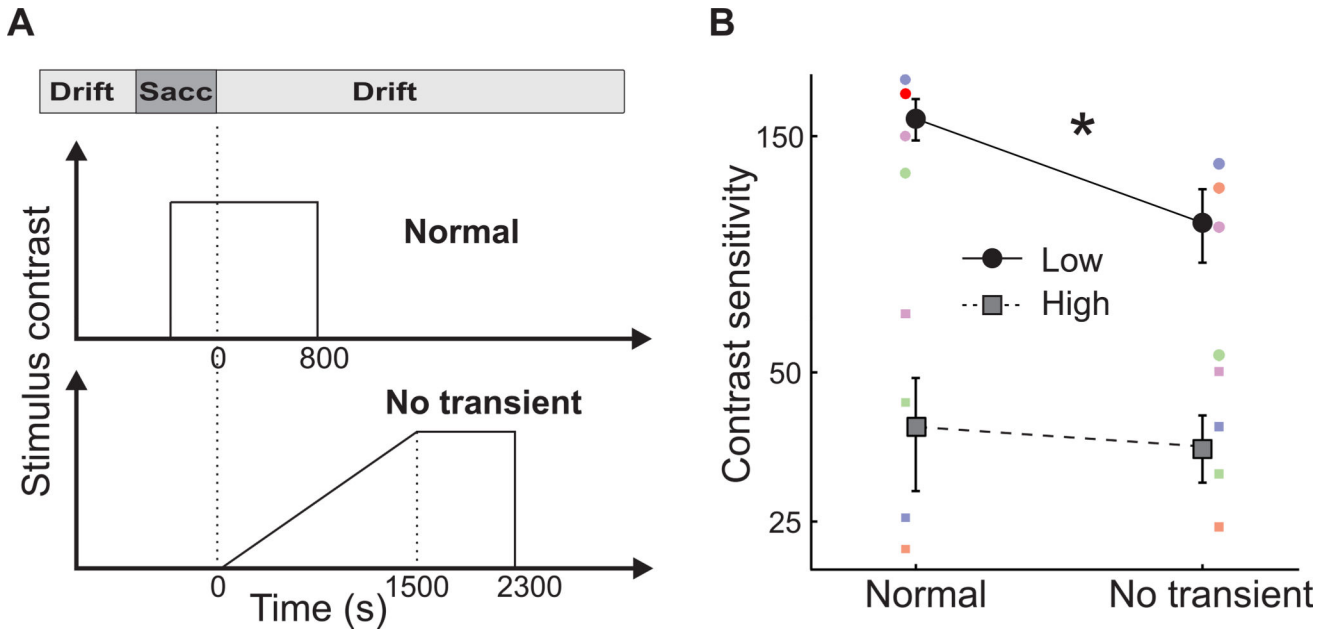 A
Drift Sacc Drift
Stimulus contrast
Normal
0 800
No transient
0 1500 2300
Time (s)
B
Contrast sensitivity
150
50
25
*
Low
High
Normal No transient